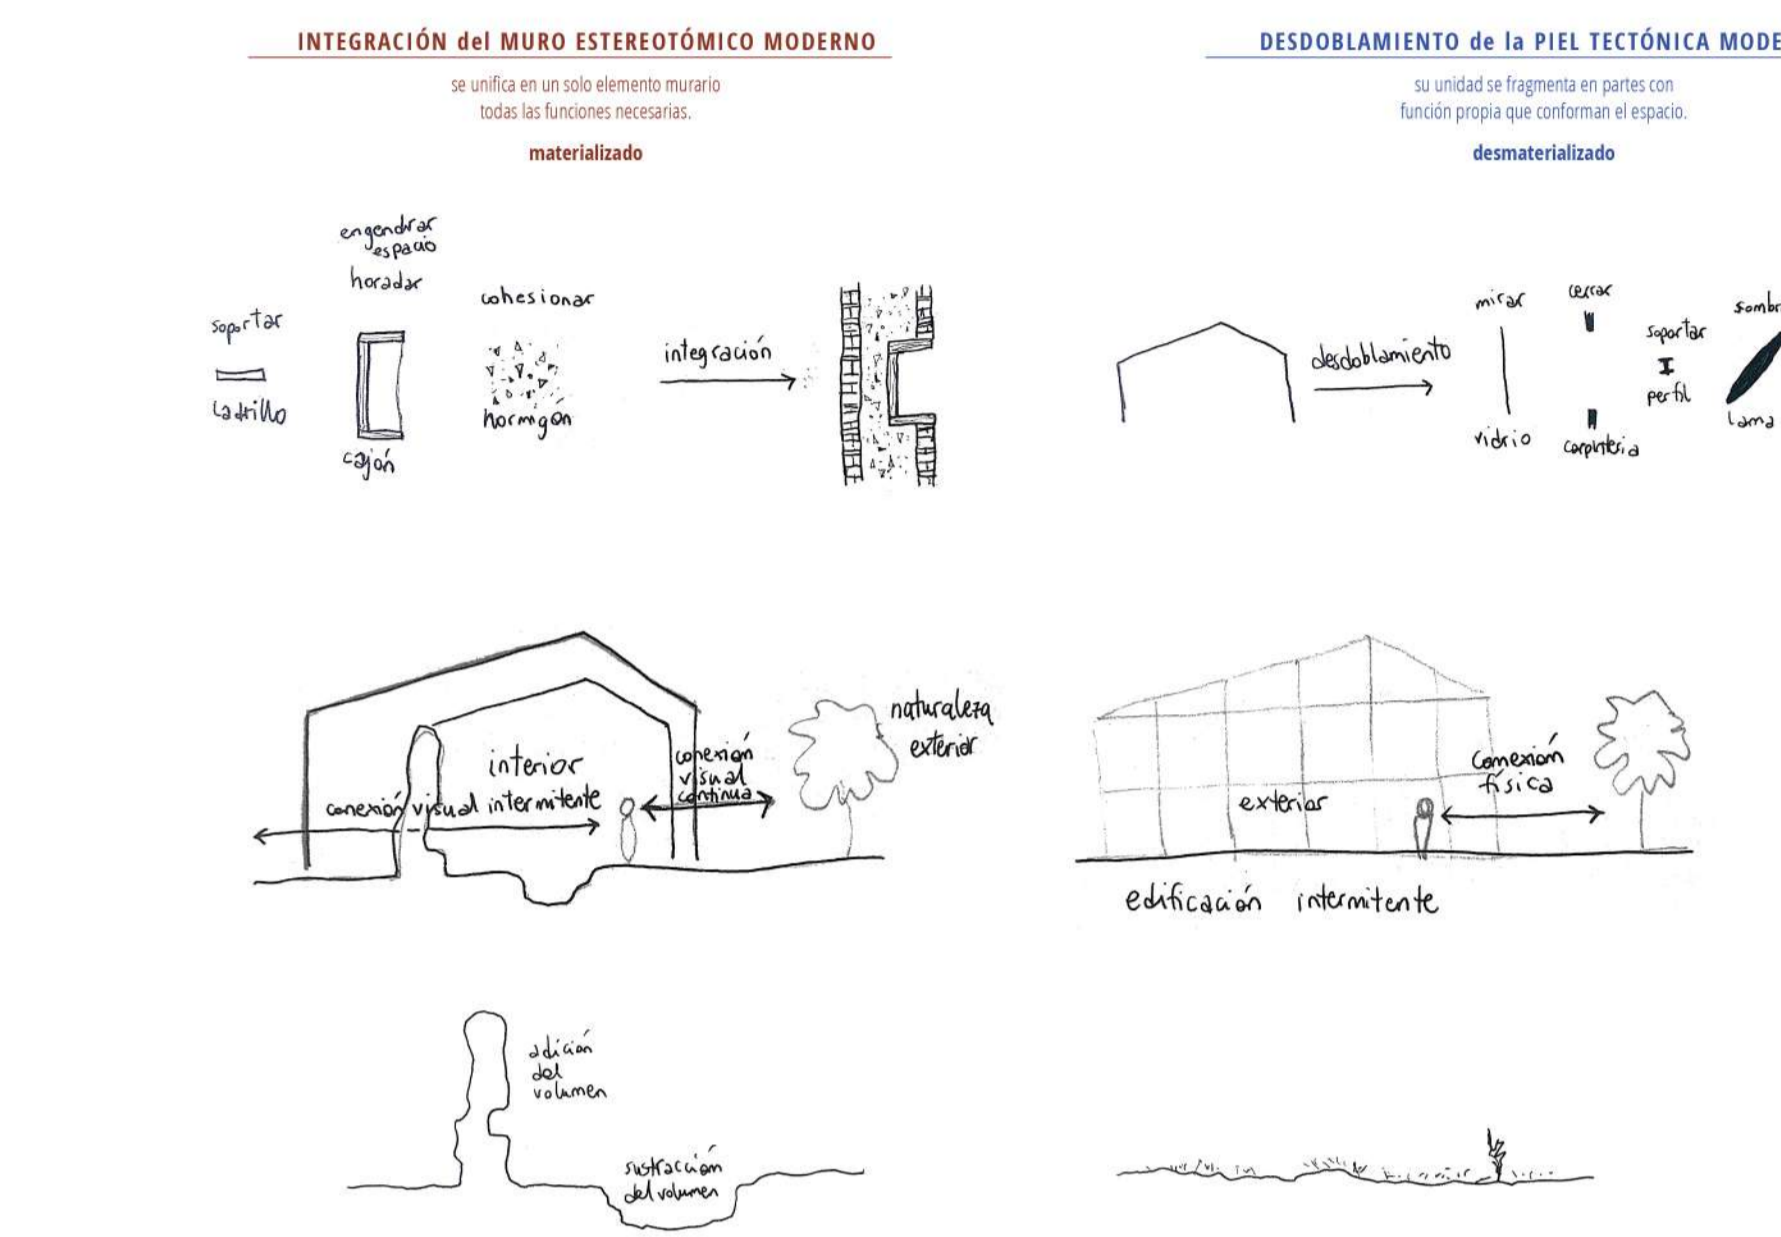 INTEGRACIÓN del MURO ESTEREOTÓMICO MODERNO
se unifica en un solo elemento murario
todas las funciones necesarias.
materializado
engendrar
espacio
horadar
soportar
ladrillo
cajón
cohesionar
hormigón
integración
interior
conexión visual intermitente
conexión
visual
continua
naturaleza
exterior
adición
del
volumen
sustracción
del volumen
DESDOBLAMIENTO de la PIEL TECTÓNICA MODE
su unidad se fragmenta en partes con
función propia que conforman el espacio.
desmaterializado
desdoblamiento
mirar
vidrio
cerrar
carpintería
soportar
perfil
sombr
lama
exterior
conexión
física
edificación intermitente